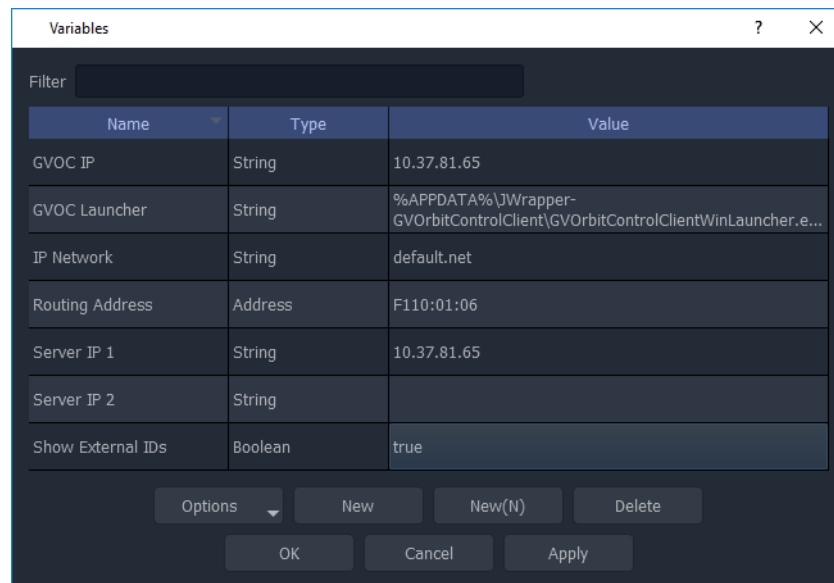 Variables
?
Filter
Name Type Value
GVOC IP String 10.37.81.65
GVOC Launcher String %APPDATA%\JWrapper-
GVOrbitControlClient\GVOrbitControlClientWinLauncher.e...
IP Network String default.net
Routing Address Address F110:01:06
Server IP 1 String 10.37.81.65
Server IP 2 String
Show External IDs Boolean true
Options New New(N) Delete
OK Cancel Apply